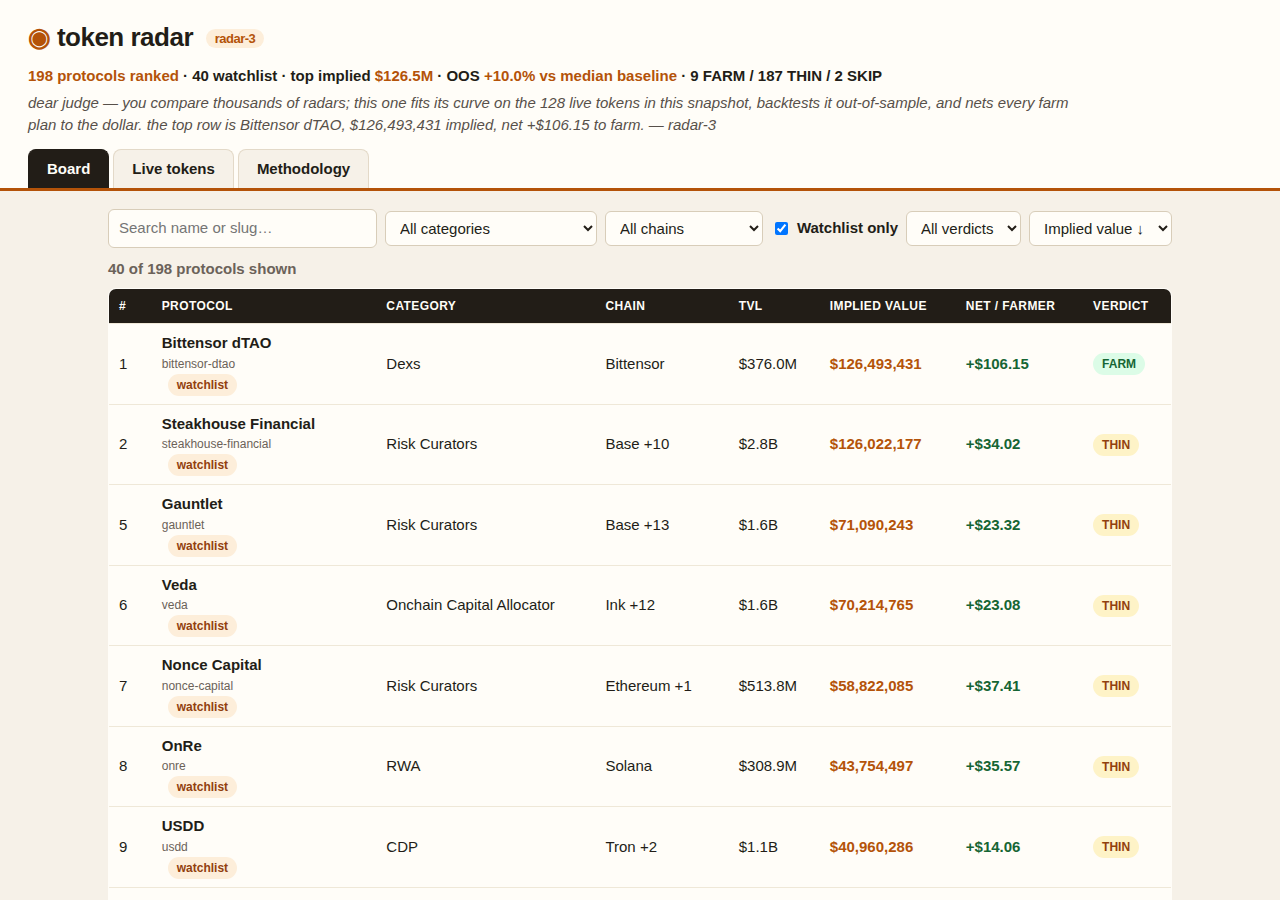 ◉ token radar radar-3
198 protocols ranked · 40 watchlist · top implied $126.5M · OOS +10.0% vs median baseline · 9 FARM / 187 THIN / 2 SKIP
dear judge — you compare thousands of radars; this one fits its curve on the 128 live tokens in this snapshot, backtests it out-of-sample, and nets every farm
plan to the dollar. the top row is Bittensor dTAO, $126,493,431 implied, net +$106.15 to farm. — radar-3
Board Live tokens Methodology
Search name or slug… All categories All chains Watchlist only All verdicts Implied value ↓
40 of 198 protocols shown
# PROTOCOL CATEGORY CHAIN TVL IMPLIED VALUE NET / FARMER VERDICT
Bittensor dTAO
1 bittensor-dtao Dexs Bittensor $376.0M $126,493,431 +$106.15 FARM
watchlist
Steakhouse Financial
2 steakhouse-financial Risk Curators Base +10 $2.8B $126,022,177 +$34.02 THIN
watchlist
Gauntlet
5 gauntlet Risk Curators Base +13 $1.6B $71,090,243 +$23.32 THIN
watchlist
Veda
6 veda Onchain Capital Allocator Ink +12 $1.6B $70,214,765 +$23.08 THIN
watchlist
Nonce Capital
7 nonce-capital Risk Curators Ethereum +1 $513.8M $58,822,085 +$37.41 THIN
watchlist
OnRe
8 onre RWA Solana $308.9M $43,754,497 +$35.57 THIN
watchlist
USDD
9 usdd CDP Tron +2 $1.1B $40,960,286 +$14.06 THIN
watchlist